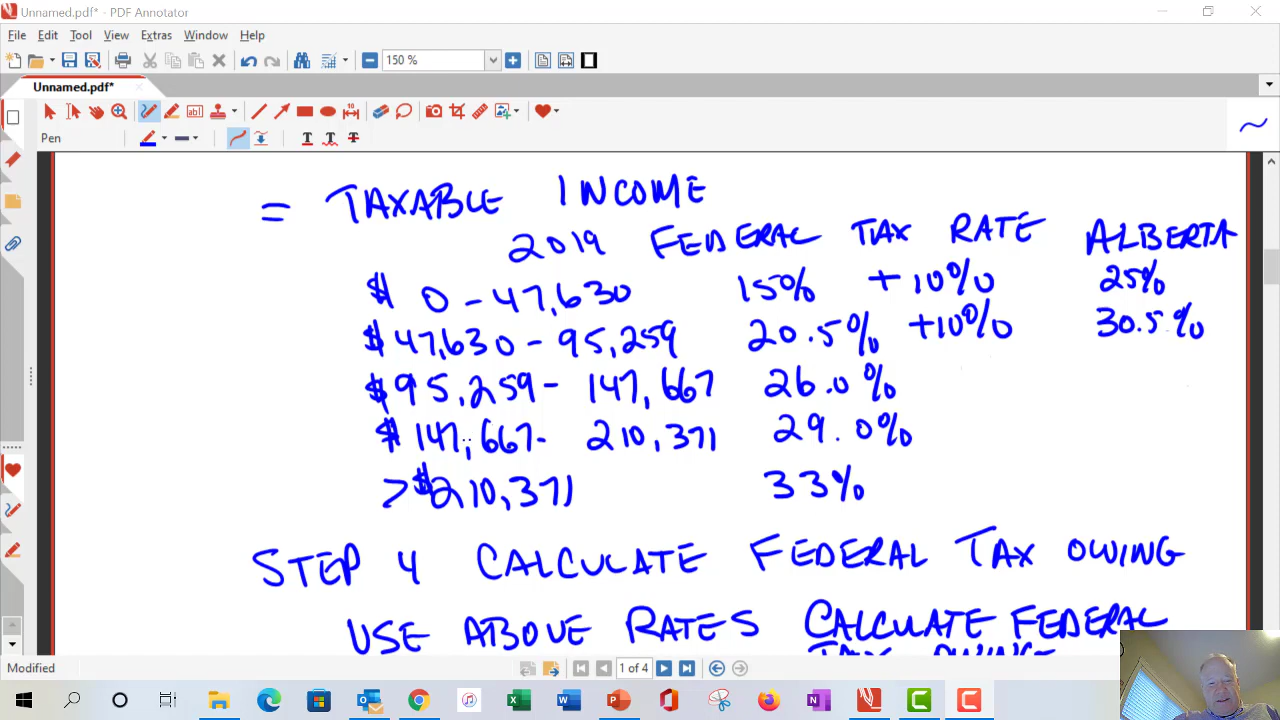 Unnamed.pdf* - PDF Annotator
File Edit Tool View Extras Window Help
150 %
Unnamed.pdf*
Pen
= TAXABLE INCOME
2019 FEDERAL TAX RATE ALBERTA
$ 0 - 47,630 15% +10% 25%
$47,630 - 95,259 20.5% +10% 30.5%
$95,259 - 147,667 26.0%
$147,667- 210,371 29.0%
>$210,371 33%
STEP 4 CALCULATE FEDERAL TAX OWING
USE ABOVE RATES CALCULATE FEDERAL
TAX OWING
Modified 1 of 4